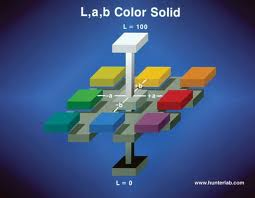 L,a,b Color Solid
L = 100
b
-a
+a
-b
L = 0
www.hunterlab.com